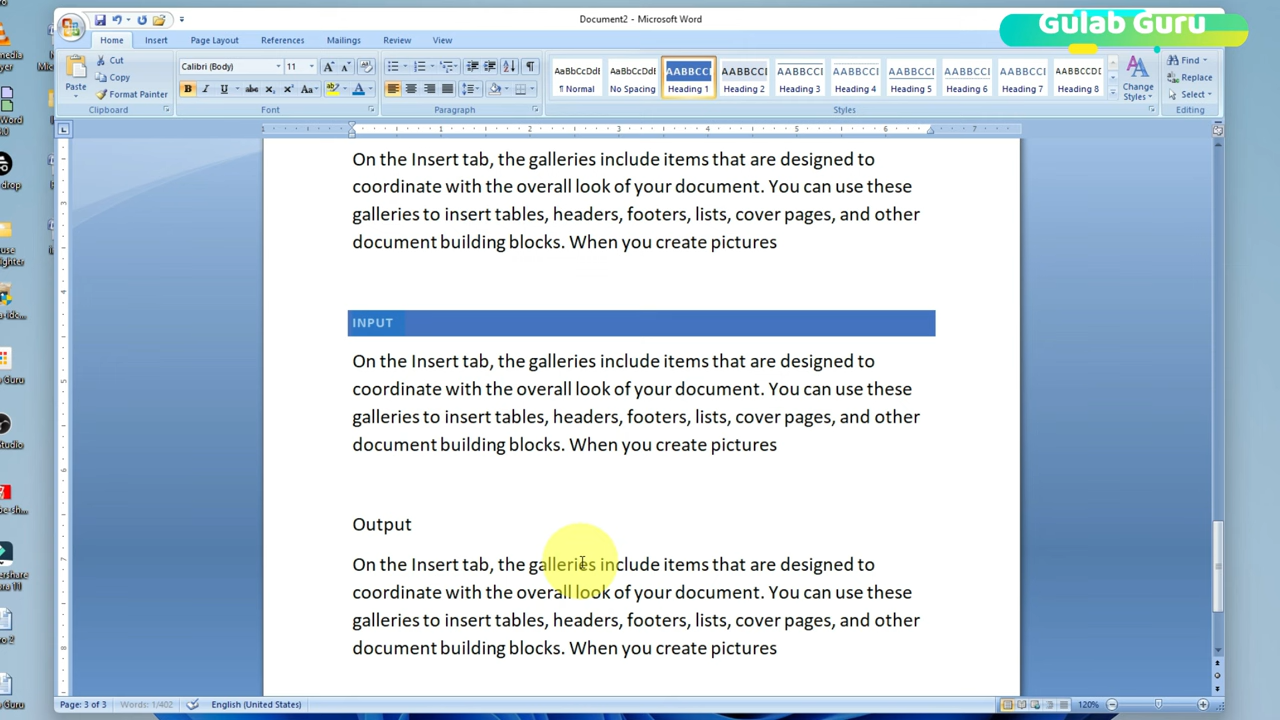 Document2 - Microsoft Word
Gulab Guru
Home Insert Page Layout References Mailings Review View
Paste
Cut
Copy
Format Painter
Clipboard
Calibri (Body) 11
Font
Paragraph
AaBbCcDdI AaBbCcDdI AABBCCI AABBCCDI AABBCCDI AABBCCDI AABBCCDI AABBCCDI AABBCCDI AABBCCDI
¶ Normal No Spacing Heading 1 Heading 2 Heading 3 Heading 4 Heading 5 Heading 6 Heading 7 Heading 8
Change
Styles
Styles
Find
Replace
Select
Editing
On the Insert tab, the galleries include items that are designed to
coordinate with the overall look of your document. You can use these
galleries to insert tables, headers, footers, lists, cover pages, and other
document building blocks. When you create pictures
INPUT
On the Insert tab, the galleries include items that are designed to
coordinate with the overall look of your document. You can use these
galleries to insert tables, headers, footers, lists, cover pages, and other
document building blocks. When you create pictures
Output
On the Insert tab, the galleries include items that are designed to
coordinate with the overall look of your document. You can use these
galleries to insert tables, headers, footers, lists, cover pages, and other
document building blocks. When you create pictures
Page: 3 of 3 Words: 1/402 English (United States) 120%